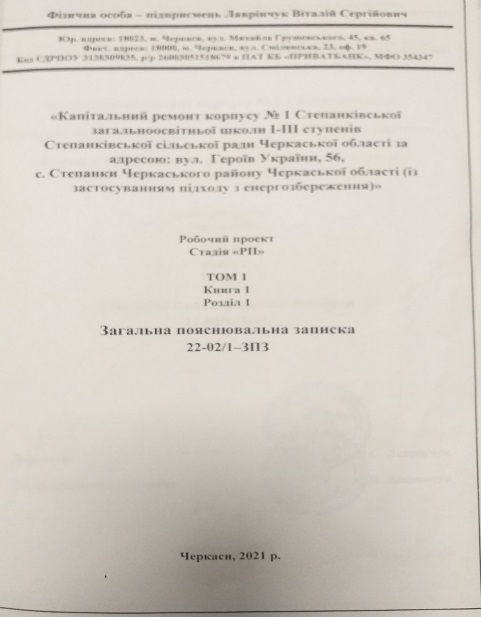 Фізична особа – підприємець Лаврінчук Віталій Сергійович
Юр. адреса: 18023, м. Черкаси, вул. Михайла Грушевського, 45, кв. 65
Факт. адреса: 18000, м. Черкаси, вул. Смілянська, 23, оф. 19
Код ЄДРПОУ 3138309835, р/р 26003051518679 в ПАТ КБ «ПРИВАТБАНК», МФО 354347
«Капітальний ремонт корпусу № 1 Степанківської
загальноосвітньої школи І-ІІІ ступенів
Степанківської сільської ради Черкаської області за
адресою: вул. Героїв України, 56,
с. Степанки Черкаського району Черкаської області (із
застосуванням підходу з енергозбереження)»
Робочий проект
Стадія «РП»
ТОМ 1
Книга 1
Розділ 1
Загальна пояснювальна записка
22-02/1–ЗПЗ
Черкаси, 2021 р.